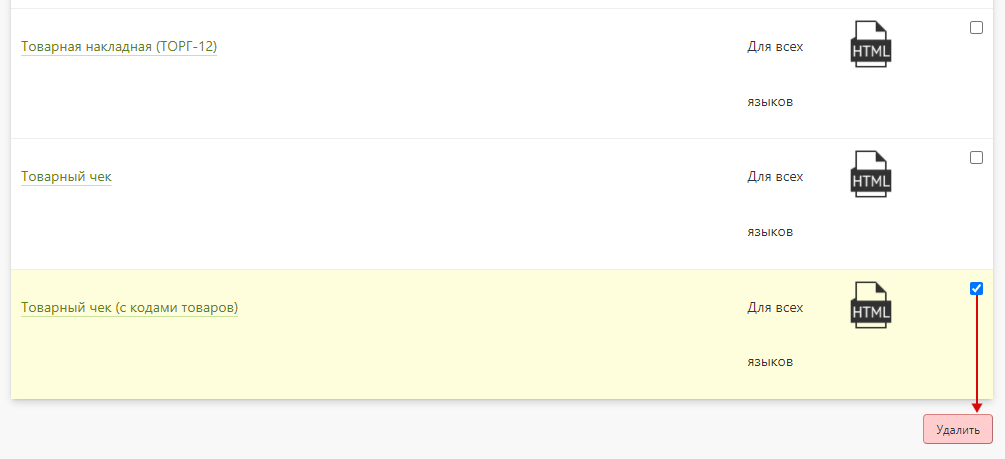 Товарная накладная (ТОРГ-12)
Для всех
языков
HTML
Товарный чек
Для всех
языков
HTML
Товарный чек (с кодами товаров)
Для всех
языков
HTML
Удалить